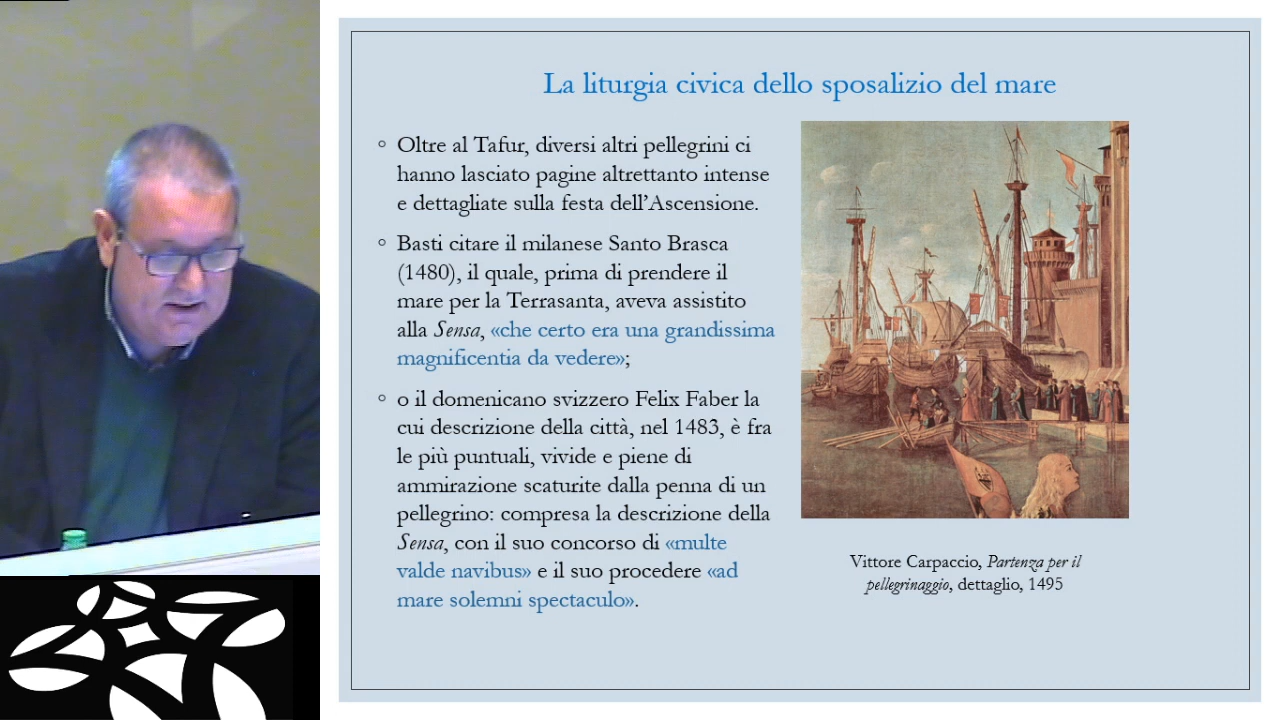 La liturgia civica dello sposalizio del mare
◦ Oltre al Tafur, diversi altri pellegrini ci
hanno lasciato pagine altrettanto intense
e dettagliate sulla festa dell’Ascensione.
◦ Basti citare il milanese Santo Brasca
(1480), il quale, prima di prendere il
mare per la Terrasanta, aveva assistito
alla Sensa, «che certo era una grandissima
magnificentia da vedere»;
◦ o il domenicano svizzero Felix Faber la
cui descrizione della città, nel 1483, è fra
le più puntuali, vivide e piene di
ammirazione scaturite dalla penna di un
pellegrino: compresa la descrizione della
Sensa, con il suo concorso di «multe
valde navibus» e il suo procedere «ad
mare solemni spectaculo».
Vittore Carpaccio, Partenza per il
pellegrinaggio, dettaglio, 1495